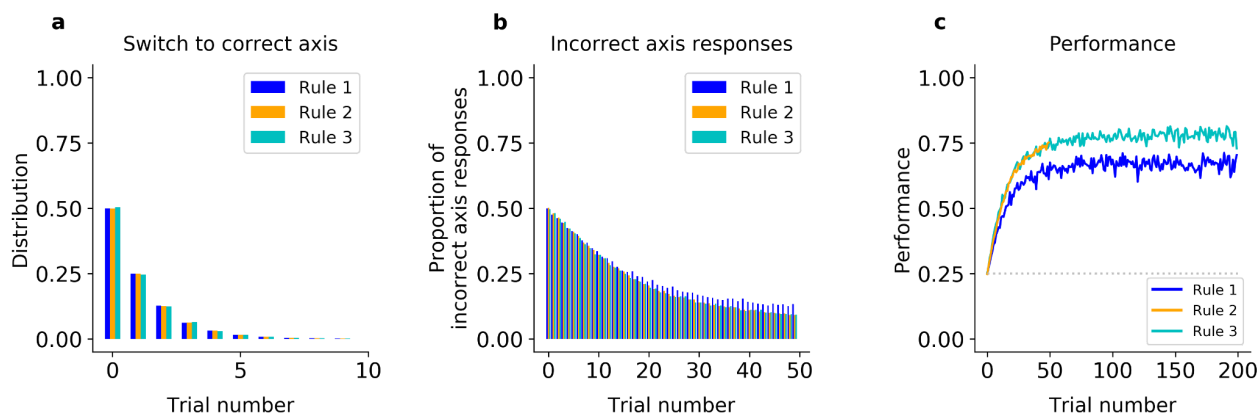 a
Switch to correct axis
1.00
0.75
0.50
0.25
0.00
Distribution
0
5
10
Trial number
Rule 1
Rule 2
Rule 3
b
Incorrect axis responses
1.00
0.75
0.50
0.25
0.00
Proportion of
incorrect axis responses
0
10
20
30
40
50
Trial number
Rule 1
Rule 2
Rule 3
c
Performance
1.00
0.75
0.50
0.25
0.00
Performance
0
50
100
150
200
Trial number
Rule 1
Rule 2
Rule 3